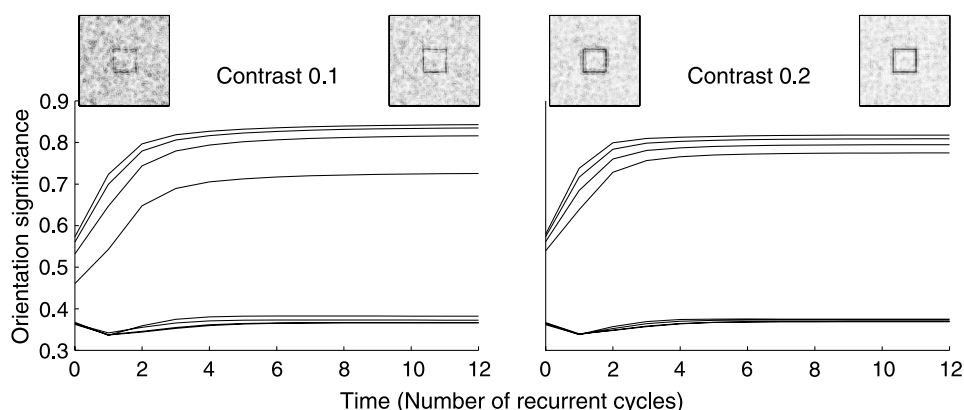 Contrast 0.1
Contrast 0.2
Orientation significance
0.9
0.8
0.7
0.6
0.5
0.4
0.3
0 2 4 6 8 10 12
0 2 4 6 8 10 12
Time (Number of recurrent cycles)